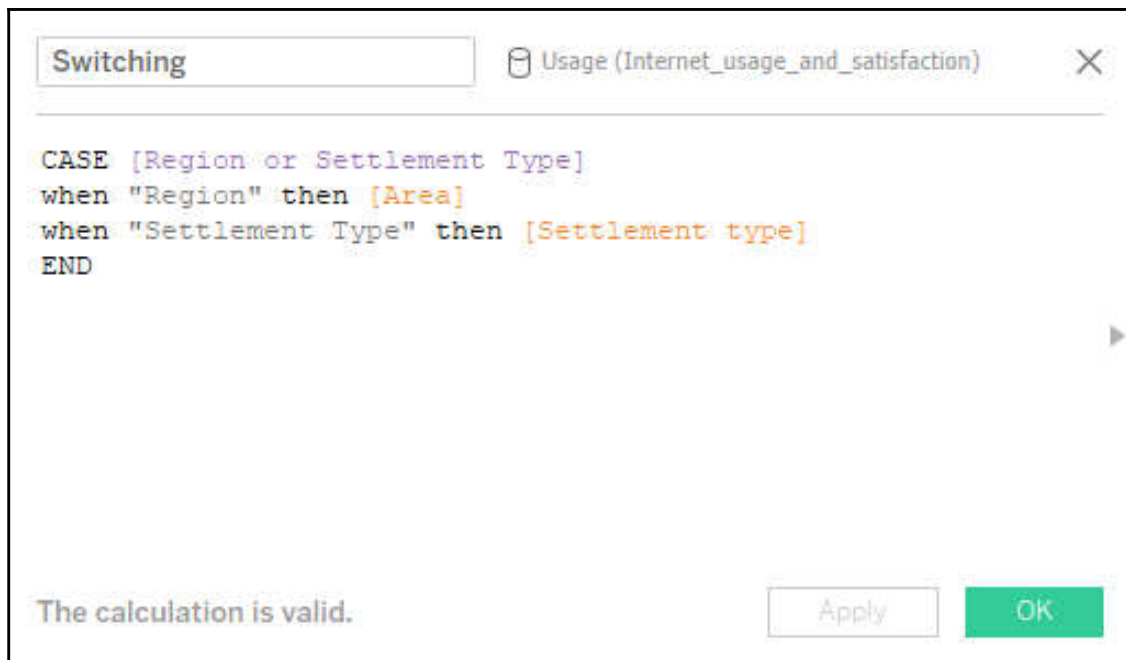 Switching
Usage (Internet_usage_and_satisfaction)
CASE [Region or Settlement Type]
when "Region" then [Area]
when "Settlement Type" then [Settlement type]
END
The calculation is valid.
Apply
OK